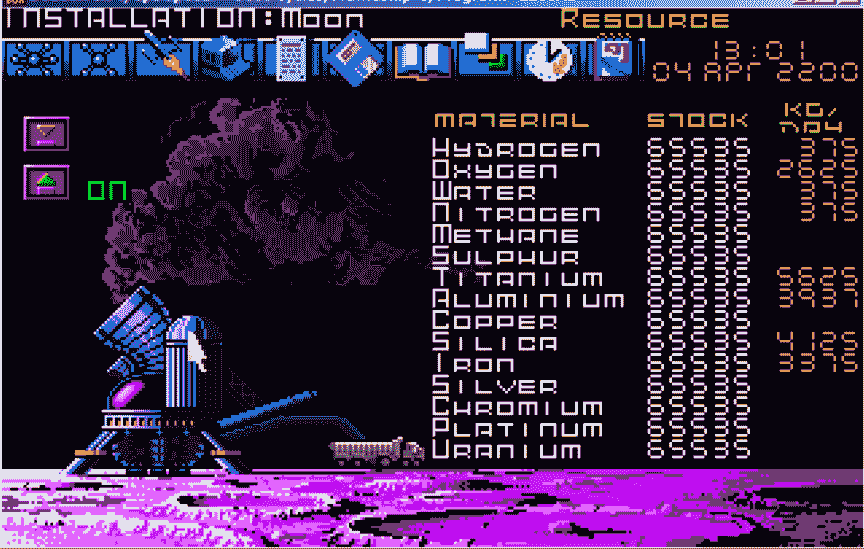 INSTALLATION:Moon RESOURCE
13:01
04 APR 2200
MATERIAL STOCK KG/DAY
ON
HYDROGEN 65535 375
OXYGEN 65535 2625
WATER 65535 375
NITROGEN 65535 375
METHANE 65535
SULPHUR 65535
TITANIUM 65535 5625
ALUMINIUM 65535 3937
COPPER 65535
SILICA 65535 4125
IRON 65535 3375
SILVER 65535
CHROMIUM 65535
PLATINUM 65535
URANIUM 65535